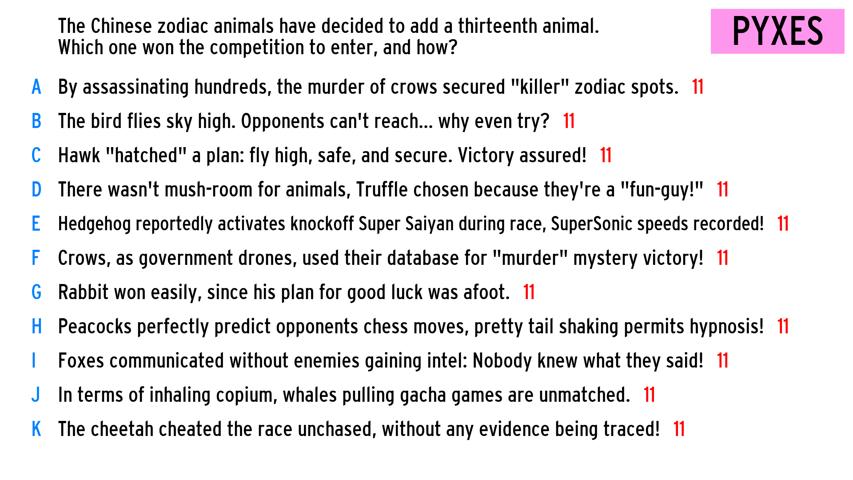 The Chinese zodiac animals have decided to add a thirteenth animal.
Which one won the competition to enter, and how?
PYXES
A By assassinating hundreds, the murder of crows secured "killer" zodiac spots. 11
B The bird flies sky high. Opponents can't reach... why even try? 11
C Hawk "hatched" a plan: fly high, safe, and secure. Victory assured! 11
D There wasn't mush-room for animals, Truffle chosen because they're a "fun-guy!" 11
E Hedgehog reportedly activates knockoff Super Saiyan during race, SuperSonic speeds recorded! 11
F Crows, as government drones, used their database for "murder" mystery victory! 11
G Rabbit won easily, since his plan for good luck was afoot. 11
H Peacocks perfectly predict opponents chess moves, pretty tail shaking permits hypnosis! 11
I Foxes communicated without enemies gaining intel: Nobody knew what they said! 11
J In terms of inhaling copium, whales pulling gacha games are unmatched. 11
K The cheetah cheated the race unchased, without any evidence being traced! 11